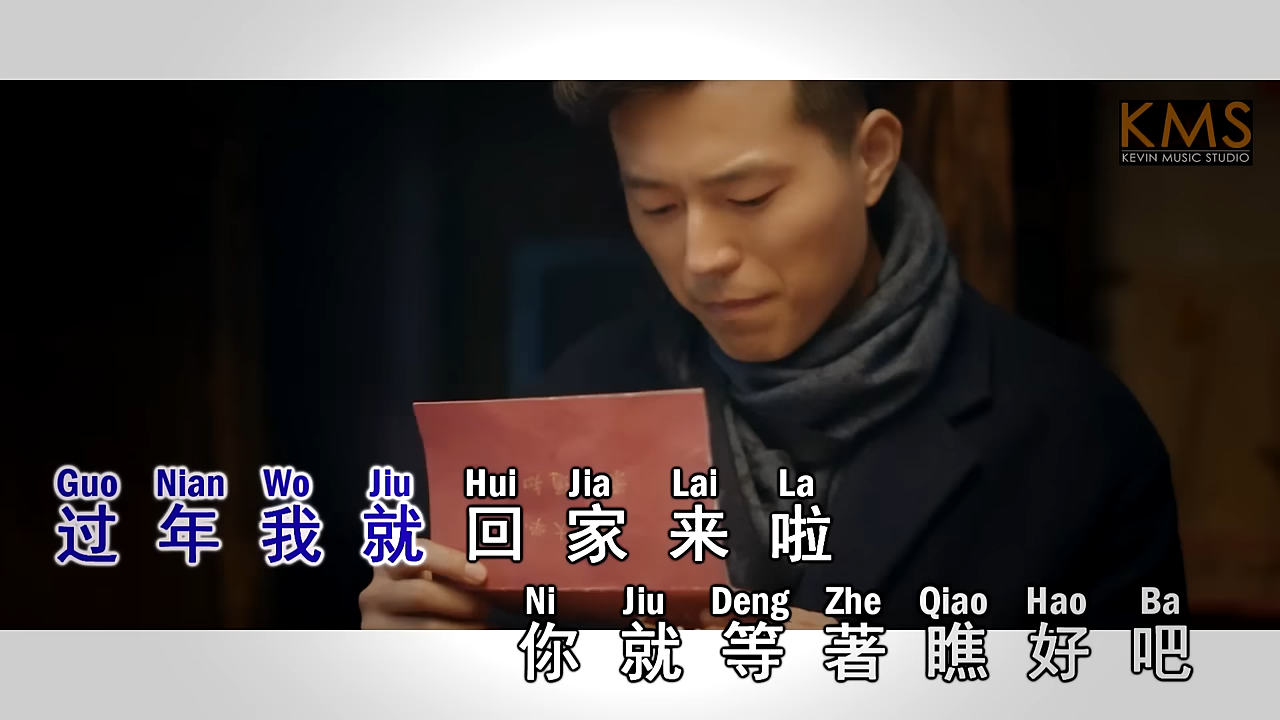 KMS
KEVIN MUSIC STUDIO
Guo Nian Wo Jiu Hui Jia Lai La
过年我就回家来啦
Ni Jiu Deng Zhe Qiao Hao Ba
你就等著瞧好吧